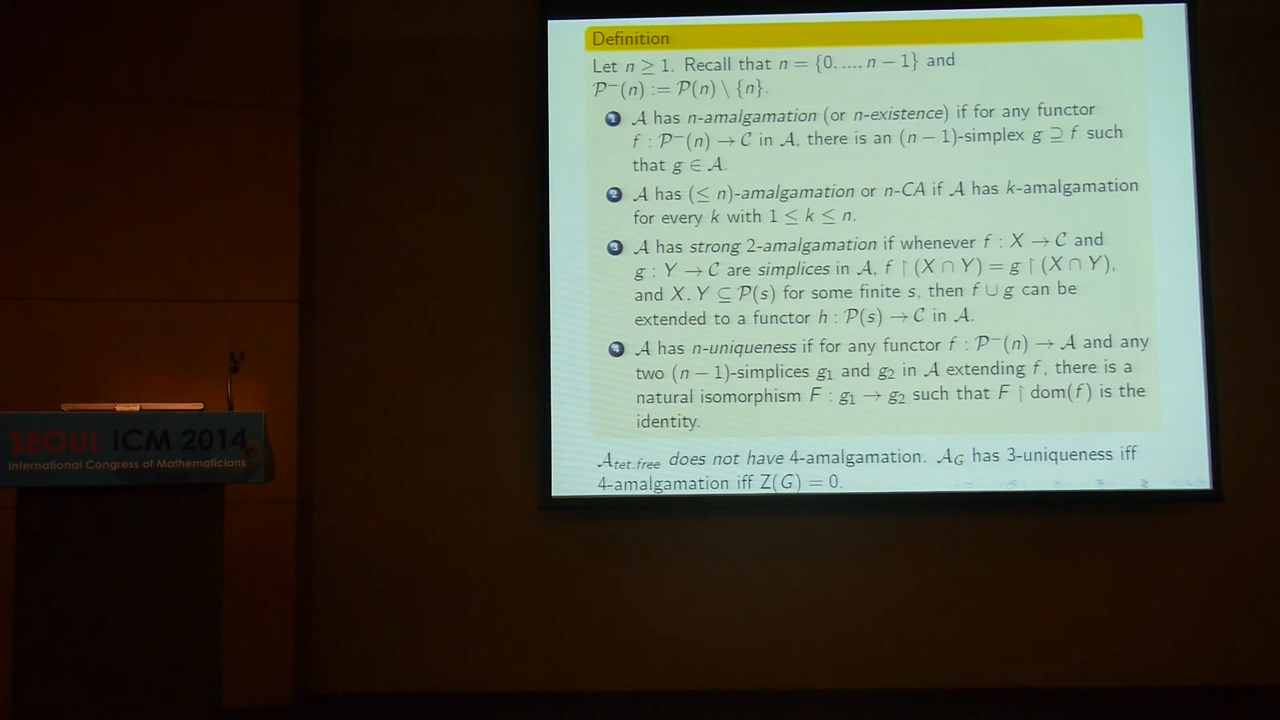 Definition
Let n ≥ 1. Recall that n = {0, ..., n − 1} and
𝒫⁻(n) := 𝒫(n) \ {n}.
1 𝒜 has n-amalgamation (or n-existence) if for any functor
f : 𝒫⁻(n) → 𝒞 in 𝒜, there is an (n − 1)-simplex g ⊇ f such
that g ∈ 𝒜.
2 𝒜 has (≤ n)-amalgamation or n-CA if 𝒜 has k-amalgamation
for every k with 1 ≤ k ≤ n.
3 𝒜 has strong 2-amalgamation if whenever f : X → 𝒞 and
g : Y → 𝒞 are simplices in 𝒜, f ↾ (X ∩ Y) = g ↾ (X ∩ Y),
and X, Y ⊆ 𝒫(s) for some finite s, then f ∪ g can be
extended to a functor h : 𝒫(s) → 𝒞 in 𝒜.
4 𝒜 has n-uniqueness if for any functor f : 𝒫⁻(n) → 𝒜 and any
two (n − 1)-simplices g₁ and g₂ in 𝒜 extending f, there is a
natural isomorphism F : g₁ → g₂ such that F ↾ dom(f) is the
identity.
𝒜tet.free does not have 4-amalgamation. 𝒜G has 3-uniqueness iff
4-amalgamation iff Z(G) = 0.
SEOUL ICM 2014
International Congress of Mathematicians